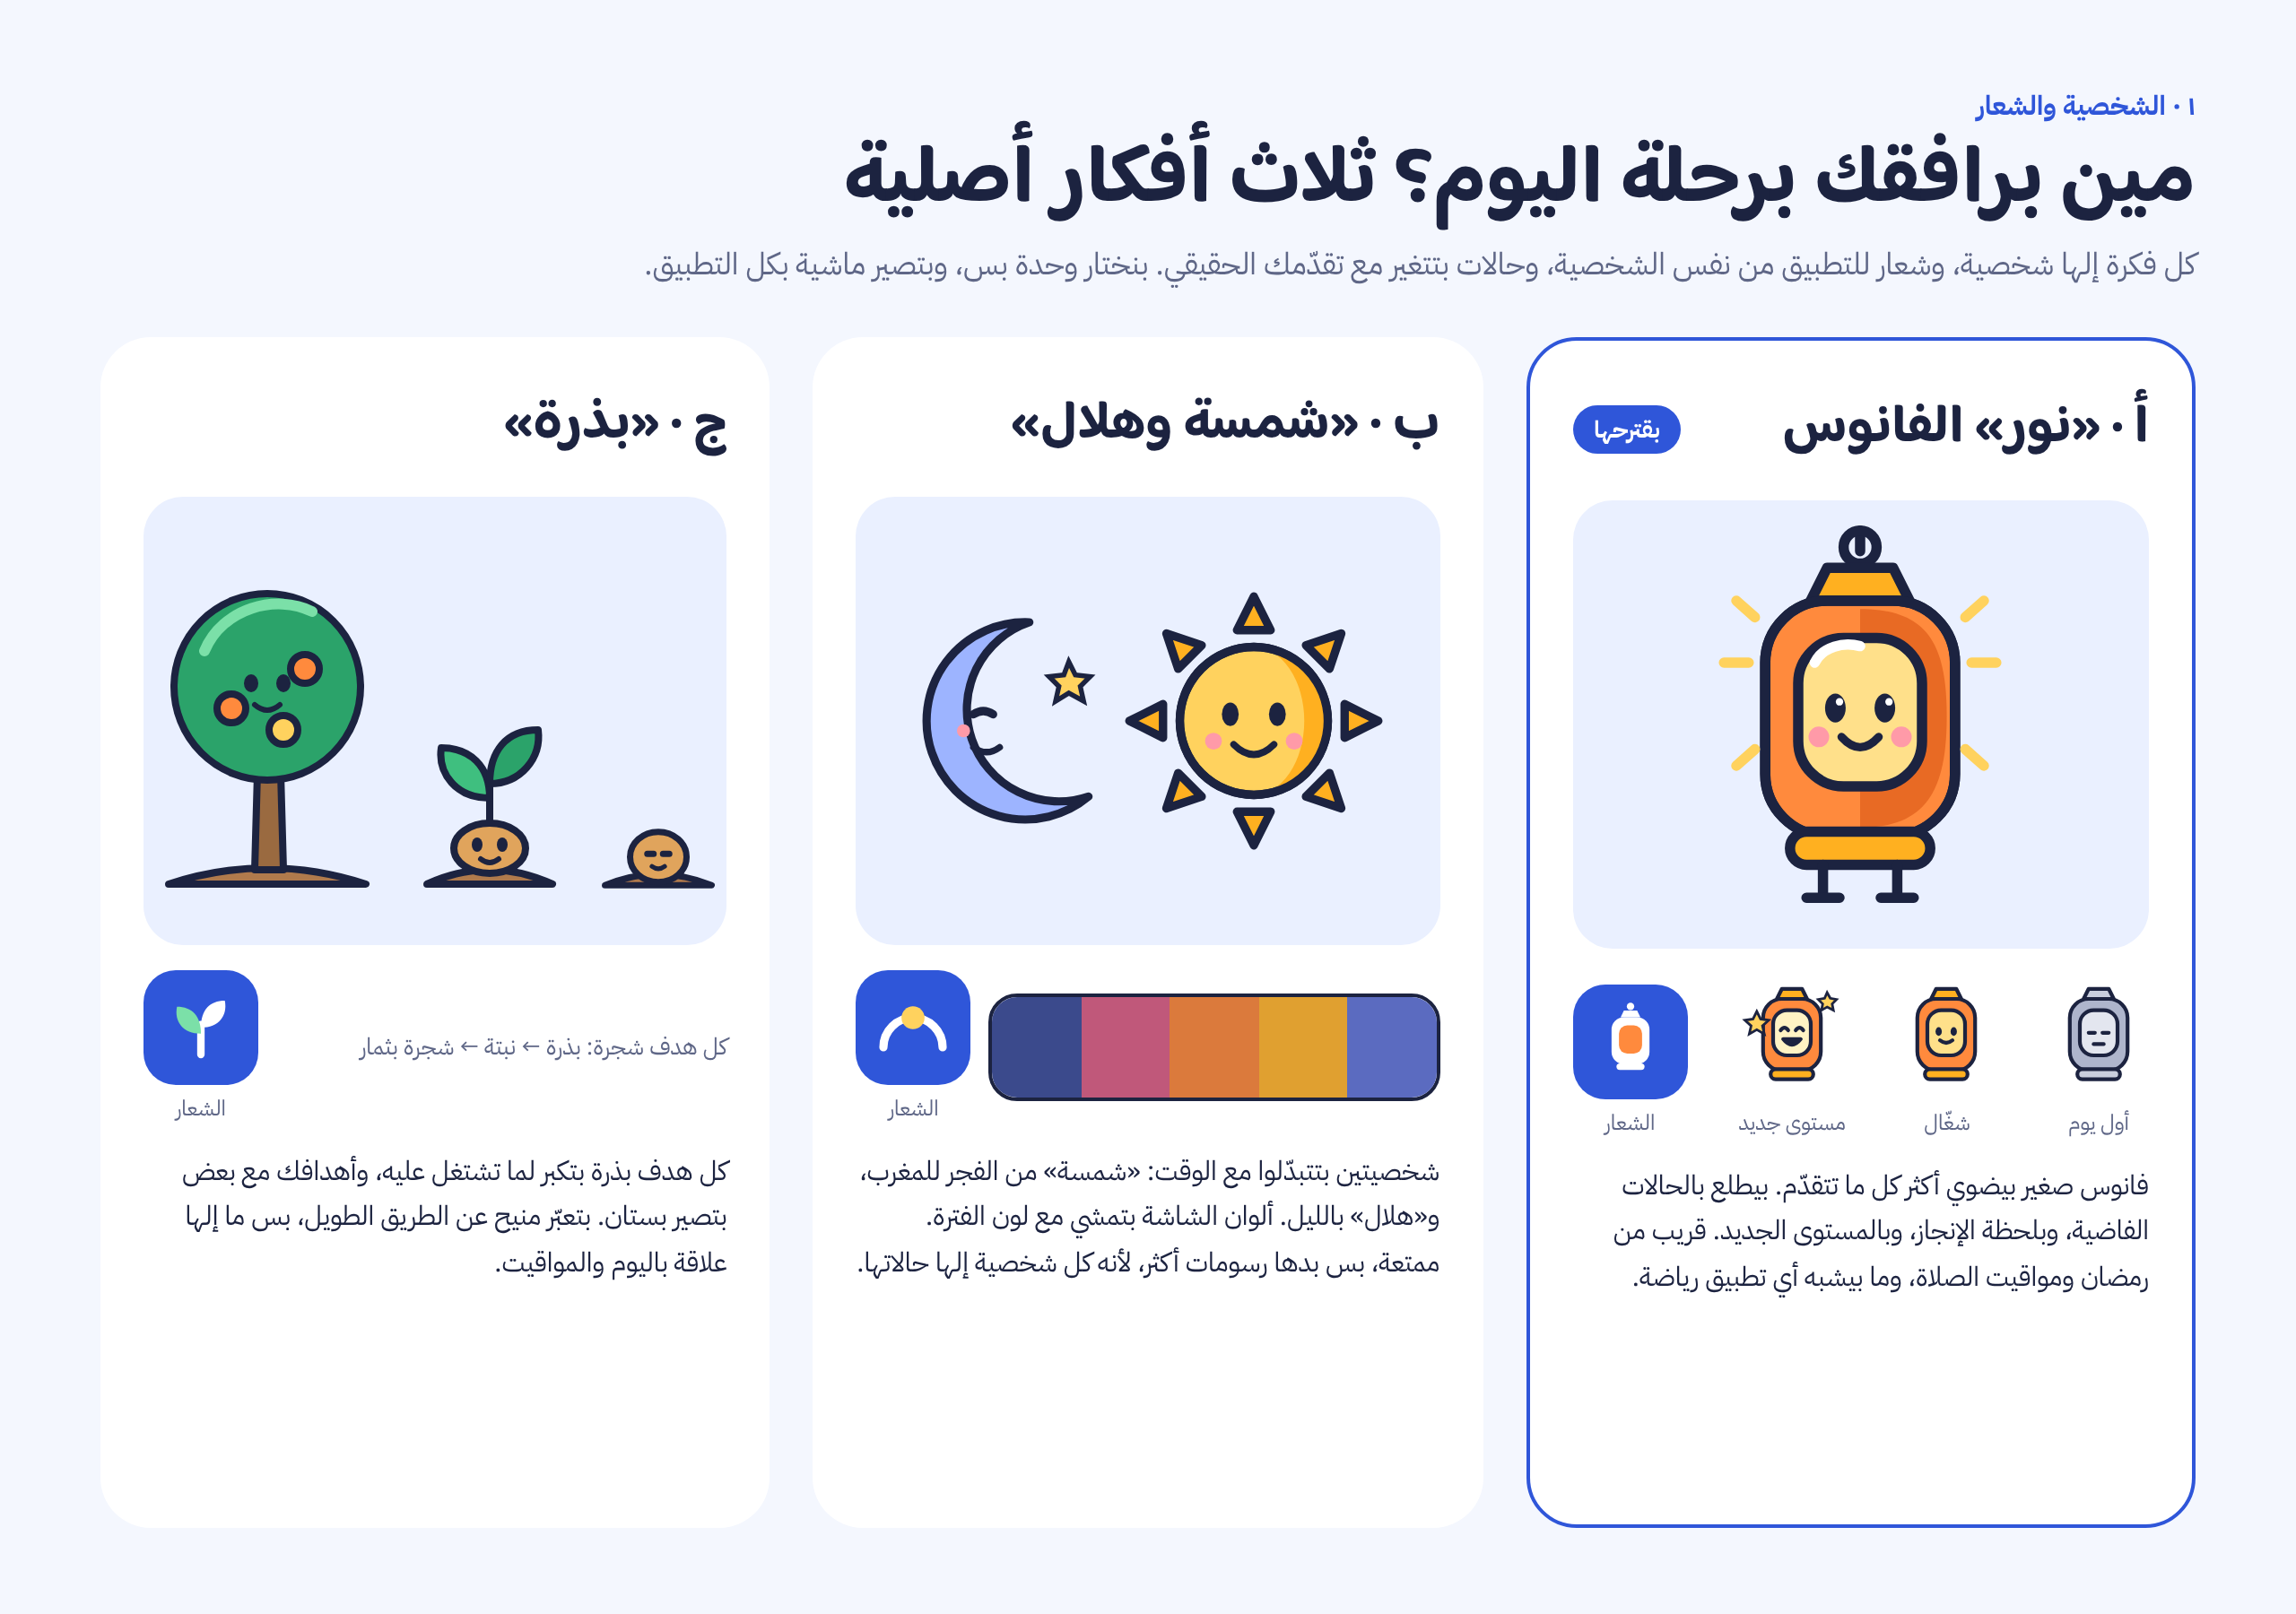 ١ · الشخصية والشعار
مين برافقك برحلة اليوم؟ ثلاث أفكار أصلية
كل فكرة إلها شخصية، وشعار للتطبيق من نفس الشخصية، وحالات بتتغير مع تقدّمك الحقيقي. بنختار وحدة بس، وبتصير ماشية بكل التطبيق.
أ · «نور» الفانوس
بقترحها
أول يوم
شغّال
مستوى جديد
الشعار
فانوس صغير بيضوي أكثر كل ما تتقدّم. بيطلع بالحالات
الفاضية، وبلحظة الإنجاز، وبالمستوى الجديد. قريب من
رمضان ومواقيت الصلاة، وما بيشبه أي تطبيق رياضة.
ب · «شمسة وهلال»
الشعار
شخصيتين بتتبدّلوا مع الوقت: «شمسة» من الفجر للمغرب،
و«هلال» بالليل. ألوان الشاشة بتمشي مع لون الفترة.
ممتعة، بس بدها رسومات أكثر، لأنه كل شخصية إلها حالاتها.
ج · «بذرة»
كل هدف شجرة: بذرة ← نبتة ← شجرة بثمار
الشعار
كل هدف بذرة بتكبر لما تشتغل عليه، وأهدافك مع بعض
بتصير بستان. بتعبّر منيح عن الطريق الطويل، بس ما إلها
علاقة باليوم والمواقيت.